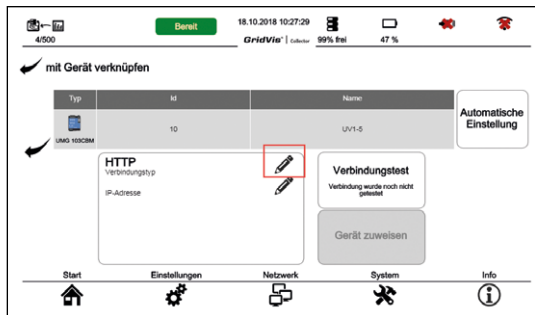 4/500
Bereit
18.10.2018 10:27:29
GridVis® | Collector
99% frei
47 %
mit Gerät verknüpfen
Typ
Id
Name
UMG 103CBM
10
UV1-5
Automatische
Einstellung
HTTP
Verbindungstyp
IP-Adresse
Verbindungstest
Verbindung wurde noch nicht
getestet
Gerät zuweisen
Start
Einstellungen
Netzwerk
System
Info